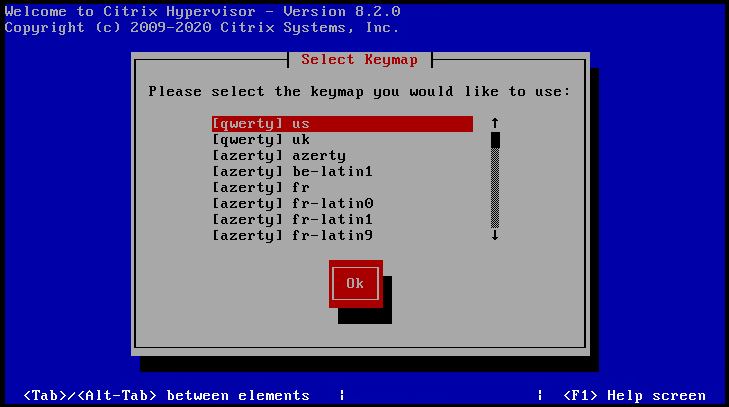 Welcome to Citrix Hypervisor - Version 8.2.0
Copyright (c) 2009-2020 Citrix Systems, Inc.
Select Keymap
Please select the keymap you would like to use:
[qwerty] us
[qwerty] uk
[azerty] azerty
[azerty] be-latin1
[azerty] fr
[azerty] fr-latin0
[azerty] fr-latin1
[azerty] fr-latin9
Ok
<Tab>/<Alt-Tab> between elements | | <F1> Help screen